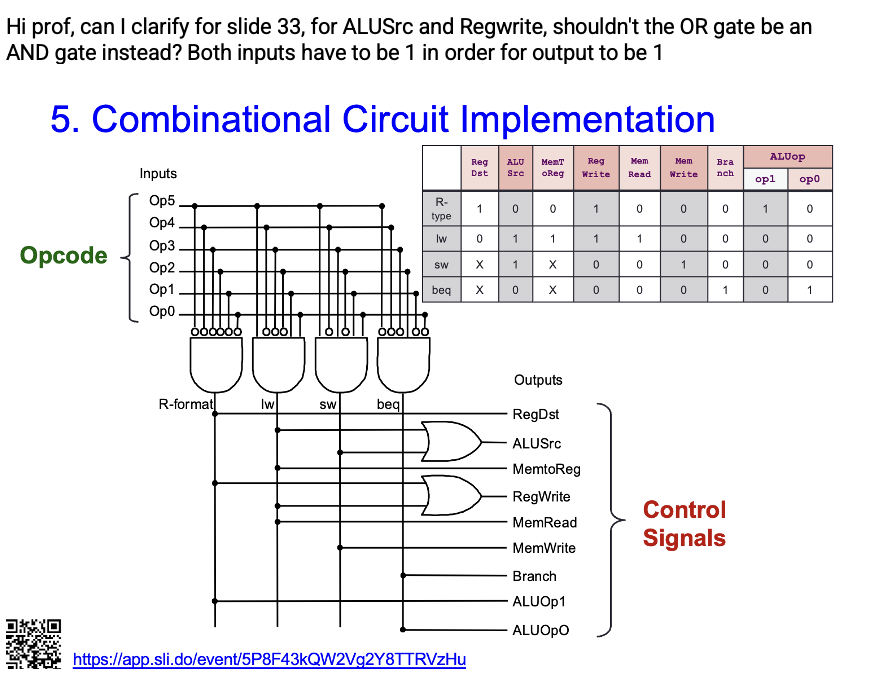 Hi prof, can I clarify for slide 33, for ALUSrc and Regwrite, shouldn't the OR gate be an
AND gate instead? Both inputs have to be 1 in order for output to be 1
5. Combinational Circuit Implementation
Reg Dst ALU Src MemT oReg Reg Write Mem Read Mem Write Bra nch ALUop
op1 op0
R-type 1 0 0 1 0 0 0 1 0
lw 0 1 1 1 1 0 0 0 0
sw X 1 X 0 0 1 0 0 0
beq X 0 X 0 0 0 1 0 1
Inputs
Op5
Op4
Op3
Opcode
Op2
Op1
Op0
R-format lw sw beq
Outputs
RegDst
ALUSrc
MemtoReg
RegWrite
MemRead
MemWrite
Branch
ALUOp1
ALUOpO
Control
Signals
https://app.sli.do/event/5P8F43kQW2Vg2Y8TTRVzHu